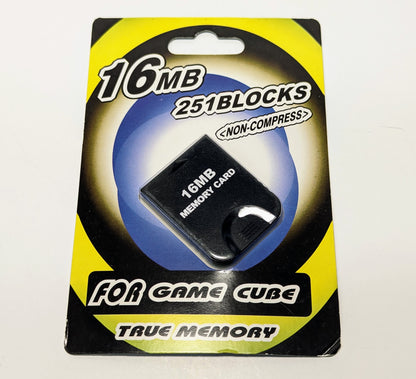 16MB
251BLOCKS
<NON-COMPRESS>
16MB
MEMORY CARD
FOR GAME CUBE
TRUE MEMORY